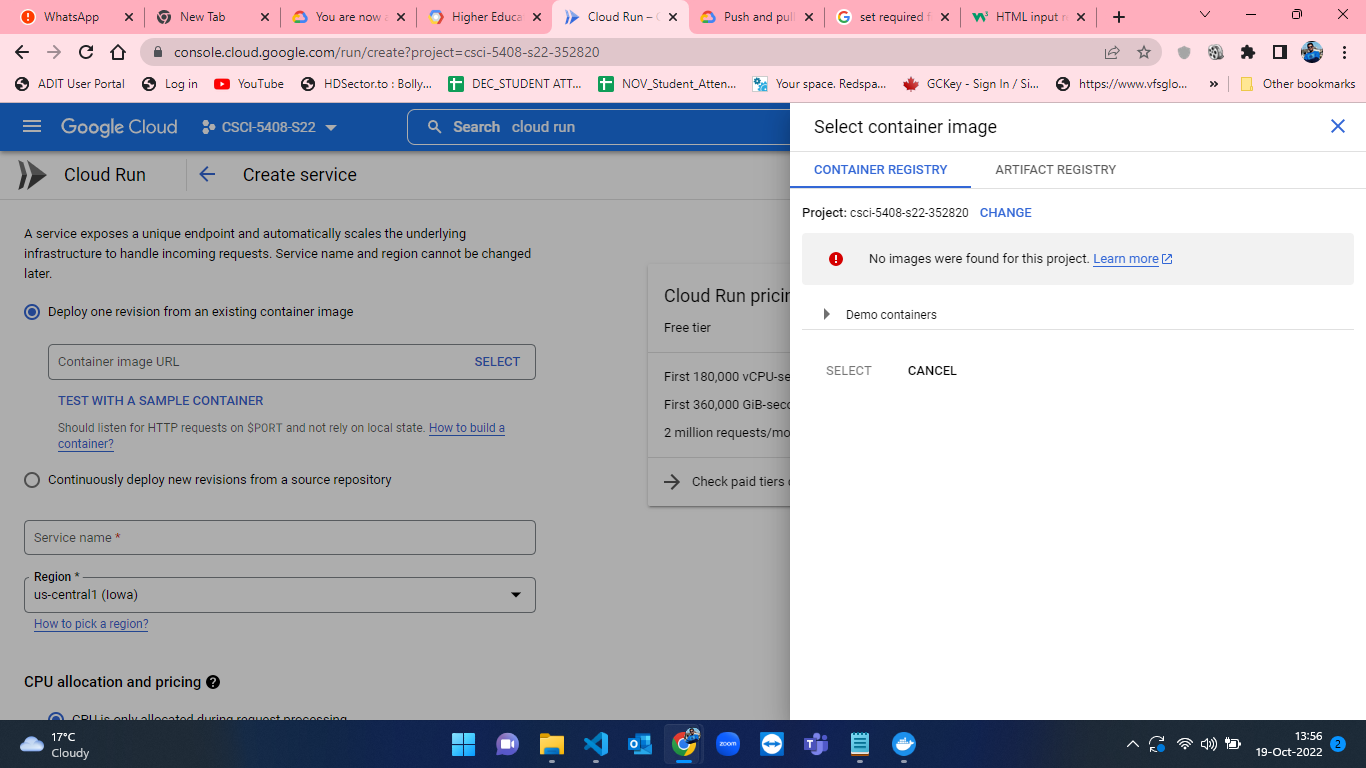 WhatsApp
New Tab
You are now
Higher Educa
Cloud Run –
Push and pull
set required f
HTML input r
console.cloud.google.com/run/create?project=csci-5408-s22-352820
ADIT User Portal
Log in
YouTube
HDSector.to : Bolly...
DEC_STUDENT ATT...
NOV_Student_Atten...
Your space. Redspa...
GCKey - Sign In / Si...
https://www.vfsglo...
»
Other bookmarks
Google Cloud
CSCI-5408-S22
Search cloud run
Cloud Run
Create service
A service exposes a unique endpoint and automatically scales the underlying
infrastructure to handle incoming requests. Service name and region cannot be changed
later.
Deploy one revision from an existing container image
Container image URL
SELECT
TEST WITH A SAMPLE CONTAINER
Should listen for HTTP requests on $PORT and not rely on local state. How to build a
container?
Continuously deploy new revisions from a source repository
Service name *
Region *
us-central1 (Iowa)
How to pick a region?
CPU allocation and pricing
CPU is only allocated during request processing
Cloud Run pricin
Free tier
First 180,000 vCPU-se
First 360,000 GiB-seco
2 million requests/mo
Check paid tiers
Select container image
CONTAINER REGISTRY
ARTIFACT REGISTRY
Project: csci-5408-s22-352820 CHANGE
No images were found for this project. Learn more
Demo containers
SELECT
CANCEL
17°C
Cloudy
zoom
13:56
19-Oct-2022
2